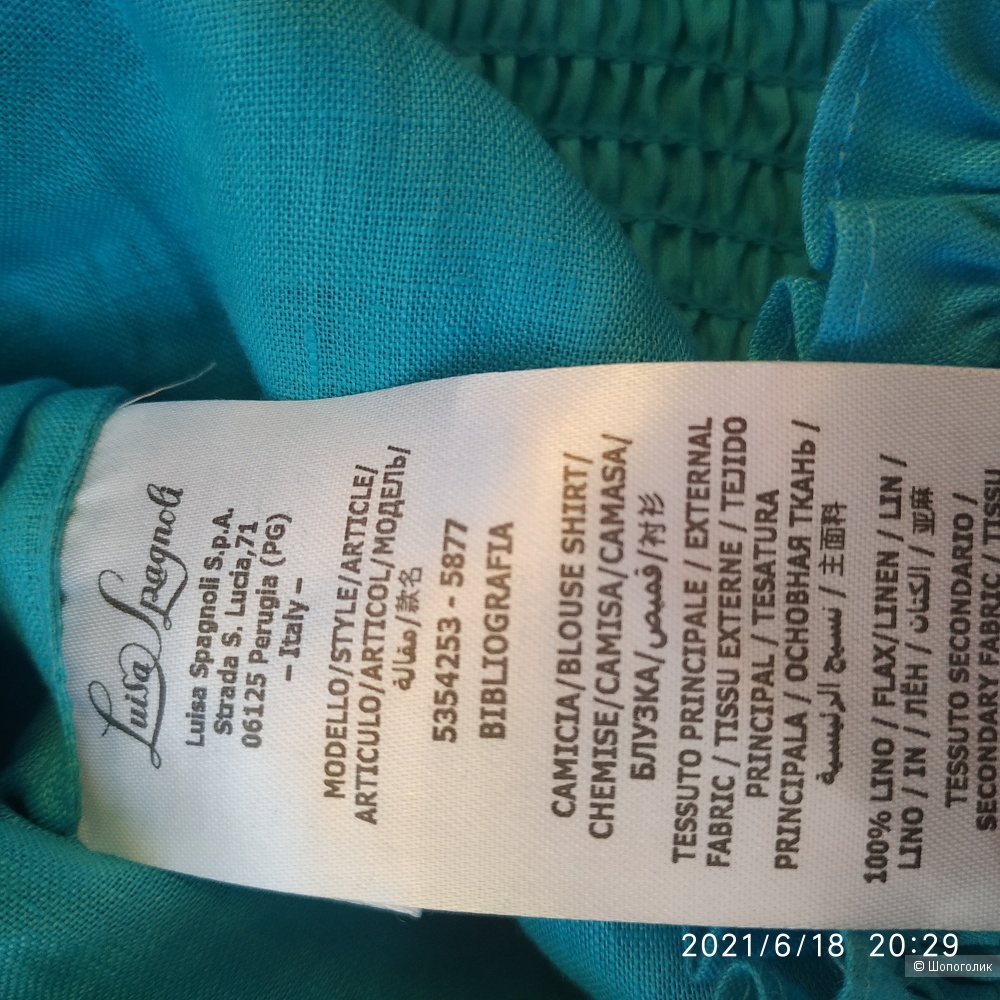 Luisa Spagnoli
Luisa Spagnoli S.p.A.
Strada S. Lucia,71
06125 Perugia (PG)
–Italy–
MODELLO/STYLE/ARTICLE/
ARTICULO/ARTICOL/МОДЕЛЬ/
مقالة/款名
5354253 - 5877
BIBLIOGRAFIA
CAMICIA/BLOUSE SHIRT/
CHEMISE/CAMISA/CAMASA/
БЛУЗКА/قميص/衬衫
TESSUTO PRINCIPALE / EXTERNAL
FABRIC / TISSU EXTERNE / TEJIDO
PRINCIPAL / TESATURA
PRINCIPALA / ОСНОВНАЯ ТКАНЬ /
نسيج الرئيسية / 主面料
100% LINO / FLAX/LINEN / LIN /
LINO / IN / ЛЁН / الكتان / 亚麻
TESSUTO SECONDARIO /
SECONDARY FABRIC / TISSU
2021/6/18 20:29
© Шопоголик